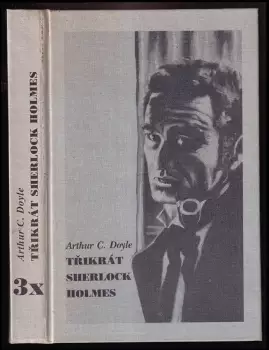 Arthur C. Doyle
TŘIKRÁT SHERLOCK HOLMES
3x
Arthur C. Doyle
TŘIKRÁT
SHERLOCK
HOLMES